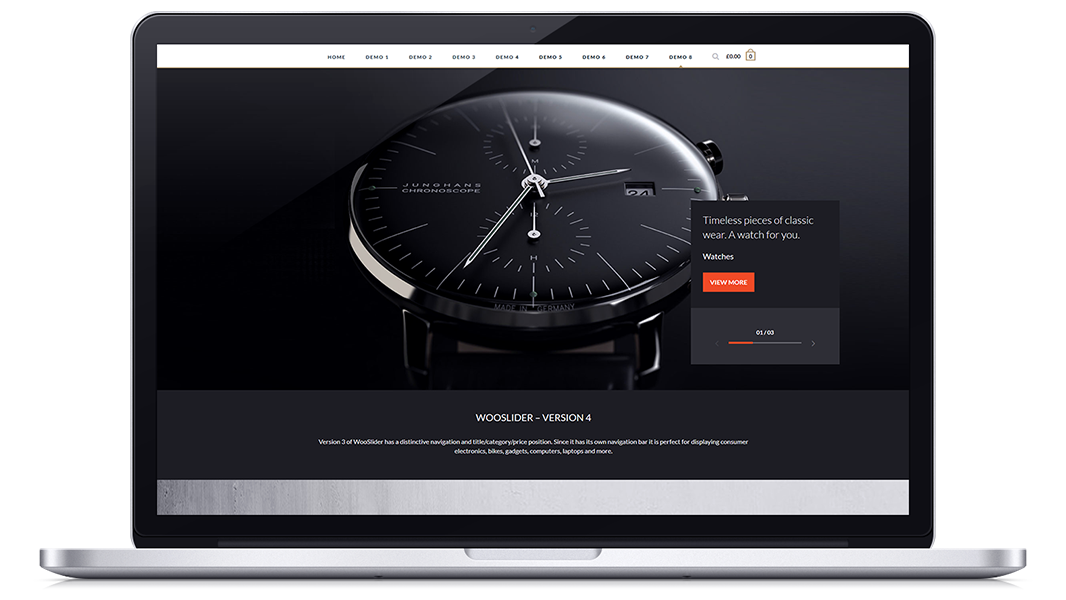 HOME DEMO 1 DEMO 2 DEMO 3 DEMO 4 DEMO 5 DEMO 6 DEMO 7 DEMO 8 £0.00 0
M
JUNGHANS
CHRONOSCOPE
24
H
MADE IN GERMANY
Timeless pieces of classic
wear. A watch for you.
Watches
VIEW MORE
01 / 03
WOOSLIDER – VERSION 4
Version 3 of WooSlider has a distinctive navigation and title/category/price position. Since it has its own navigation bar it is perfect for displaying consumer
electronics, bikes, gadgets, computers, laptops and more.